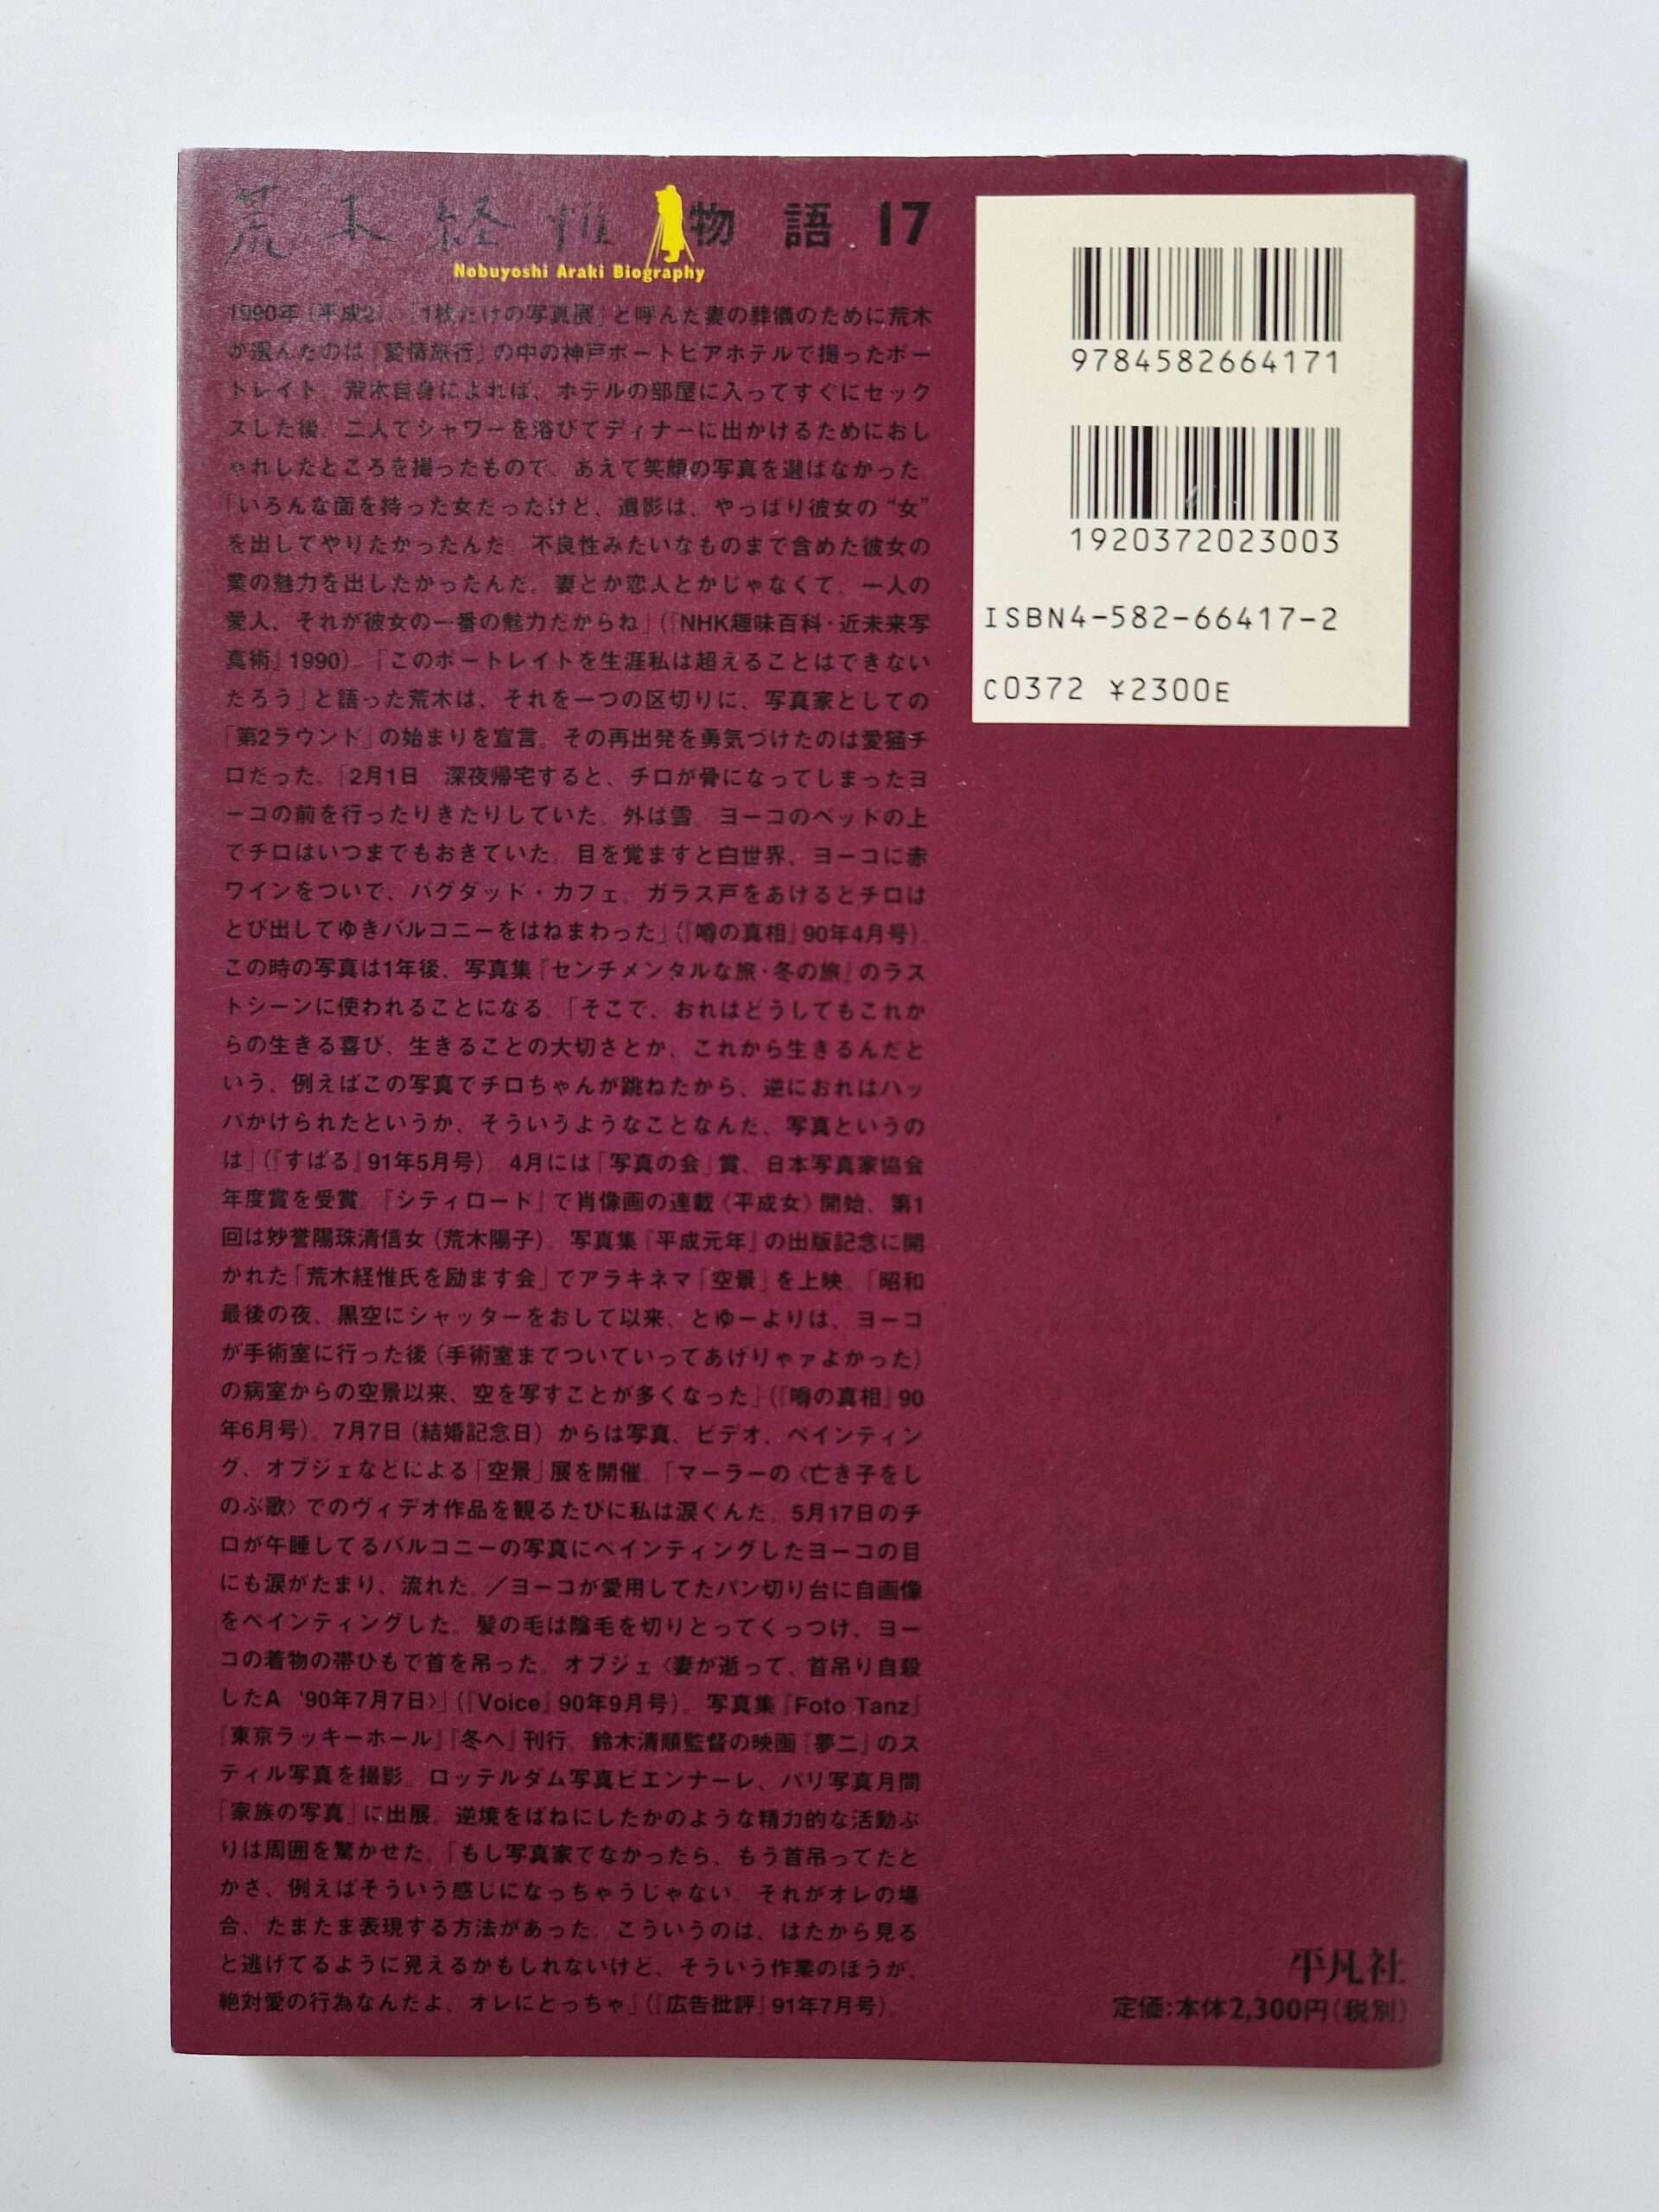 荒木経惟物語17
Nobuyoshi Araki Biography
1990年(平成2)、「1枚だけの写真展」と呼んだ妻の葬儀のために荒木
が選んだのは『愛情旅行』の中の神戸ポートピアホテルで撮ったポー
トレイト。荒木自身によれば、ホテルの部屋に入ってすぐにセック
スした後、二人でシャワーを浴びてディナーに出かけるためにおし
ゃれしたところを撮ったもので、あえて笑顔の写真を選ばなかった。
「いろんな面を持った女だったけど、遺影は、やっぱり彼女の“女”
を出してやりたかったんだ。不良性みたいなものまで含めた彼女の
業の魅力を出したかったんだ。妻とか恋人とかじゃなくて、一人の
愛人、それが彼女の一番の魅力だからね」(『NHK趣味百科・近未来写
真術』1990)。「このポートレイトを生涯私は超えることはできない
だろう」と語った荒木は、それを一つの区切りに、写真家としての
「第2ラウンド」の始まりを宣言。その再出発を勇気づけたのは愛猫チ
ロだった。「2月1日　深夜帰宅すると、チロが骨になってしまったヨ
ーコの前を行ったりきたりしていた。外は雪。ヨーコのベッドの上
でチロはいつまでもおきていた。目を覚ますと白世界、ヨーコに赤
ワインをついで、バグダッド・カフェ。ガラス戸をあけるとチロは
とび出してゆきバルコニーをはねまわった」(『噂の真相』90年4月号)。
この時の写真は1年後、写真集『センチメンタルな旅・冬の旅』のラス
トシーンに使われることになる。「そこで、おれはどうしてもこれか
らの生きる喜び、生きることの大切さとか、これから生きるんだと
いう、例えばこの写真でチロちゃんが跳ねたから、逆におれはハッ
パかけられたというか、そういうようなことなんだ、写真というの
は」(『すばる』91年5月号)。4月には「写真の会」賞、日本写真家協会
年度賞を受賞。『シティロード』で肖像画の連載〈平成女〉開始、第1
回は妙誉陽珠清信女(荒木陽子)。写真集『平成元年』の出版記念に開
かれた「荒木経惟氏を励ます会」でアラキネマ「空景」を上映。「昭和
最後の夜、黒空にシャッターをおして以来、とゆーよりは、ヨーコ
が手術室に行った後(手術室までついていってあげりゃァよかった)
の病室からの空景以来、空を写すことが多くなった」(『噂の真相』90
年6月号)。7月7日(結婚記念日)からは写真、ビデオ、ペインティン
グ、オブジェなどによる「空景」展を開催。「マーラーの〈亡き子をし
のぶ歌〉でのヴィデオ作品を観るたびに私は涙ぐんだ。5月17日のチ
ロが午睡してるバルコニーの写真にペインティングしたヨーコの目
にも涙がたまり、流れた。／ヨーコが愛用してたパン切り台に自画像
をペインティングした。髪の毛は陰毛を切りとってくっつけ、ヨー
コの着物の帯ひもで首を吊った。オブジェ〈妻が逝って、首吊り自殺
したA　'90年7月7日〉」(『Voice』90年9月号)。写真集『Foto Tanz』
『東京ラッキーホール』『冬へ』刊行。鈴木清順監督の映画『夢二』のス
ティル写真を撮影。ロッテルダム写真ビエンナーレ、パリ写真月間
「家族の写真」に出展。逆境をばねにしたかのような精力的な活動ぶ
りは周囲を驚かせた。「もし写真家でなかったら、もう首吊ってたと
かさ、例えばそういう感じになっちゃうじゃない。それがオレの場
合、たまたま表現する方法があった。こういうのは、はたから見る
と逃げてるように見えるかもしれないけど、そういう作業のほうが、
絶対愛の行為なんだよ、オレにとっちゃ」(『広告批評』91年7月号)。
9784582664171
1920372023003
ISBN4-582-66417-2
C0372 ¥2300E
平凡社
定価:本体2,300円(税別)